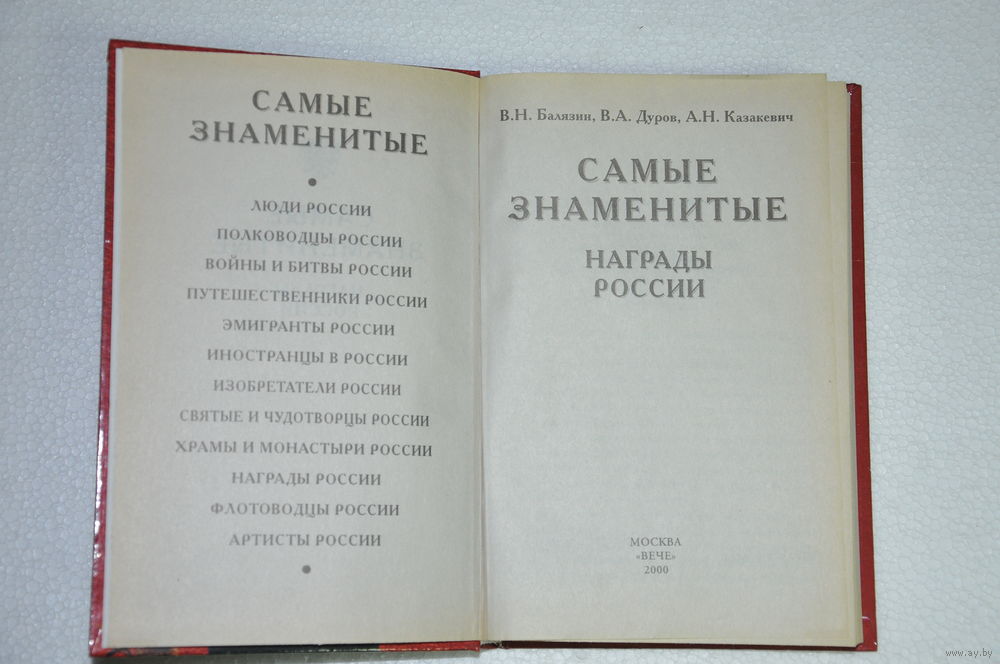 САМЫЕ
ЗНАМЕНИТЫЕ
•
ЛЮДИ РОССИИ
ПОЛКОВОДЦЫ РОССИИ
ВОЙНЫ И БИТВЫ РОССИИ
ПУТЕШЕСТВЕННИКИ РОССИИ
ЭМИГРАНТЫ РОССИИ
ИНОСТРАНЦЫ В РОССИИ
ИЗОБРЕТАТЕЛИ РОССИИ
СВЯТЫЕ И ЧУДОТВОРЦЫ РОССИИ
ХРАМЫ И МОНАСТЫРИ РОССИИ
НАГРАДЫ РОССИИ
ФЛОТОВОДЦЫ РОССИИ
АРТИСТЫ РОССИИ
•
В.Н. Балязин, В.А. Дуров, А.Н. Казакевич
САМЫЕ
ЗНАМЕНИТЫЕ
НАГРАДЫ
РОССИИ
МОСКВА
«ВЕЧЕ»
2000
www.ay.by